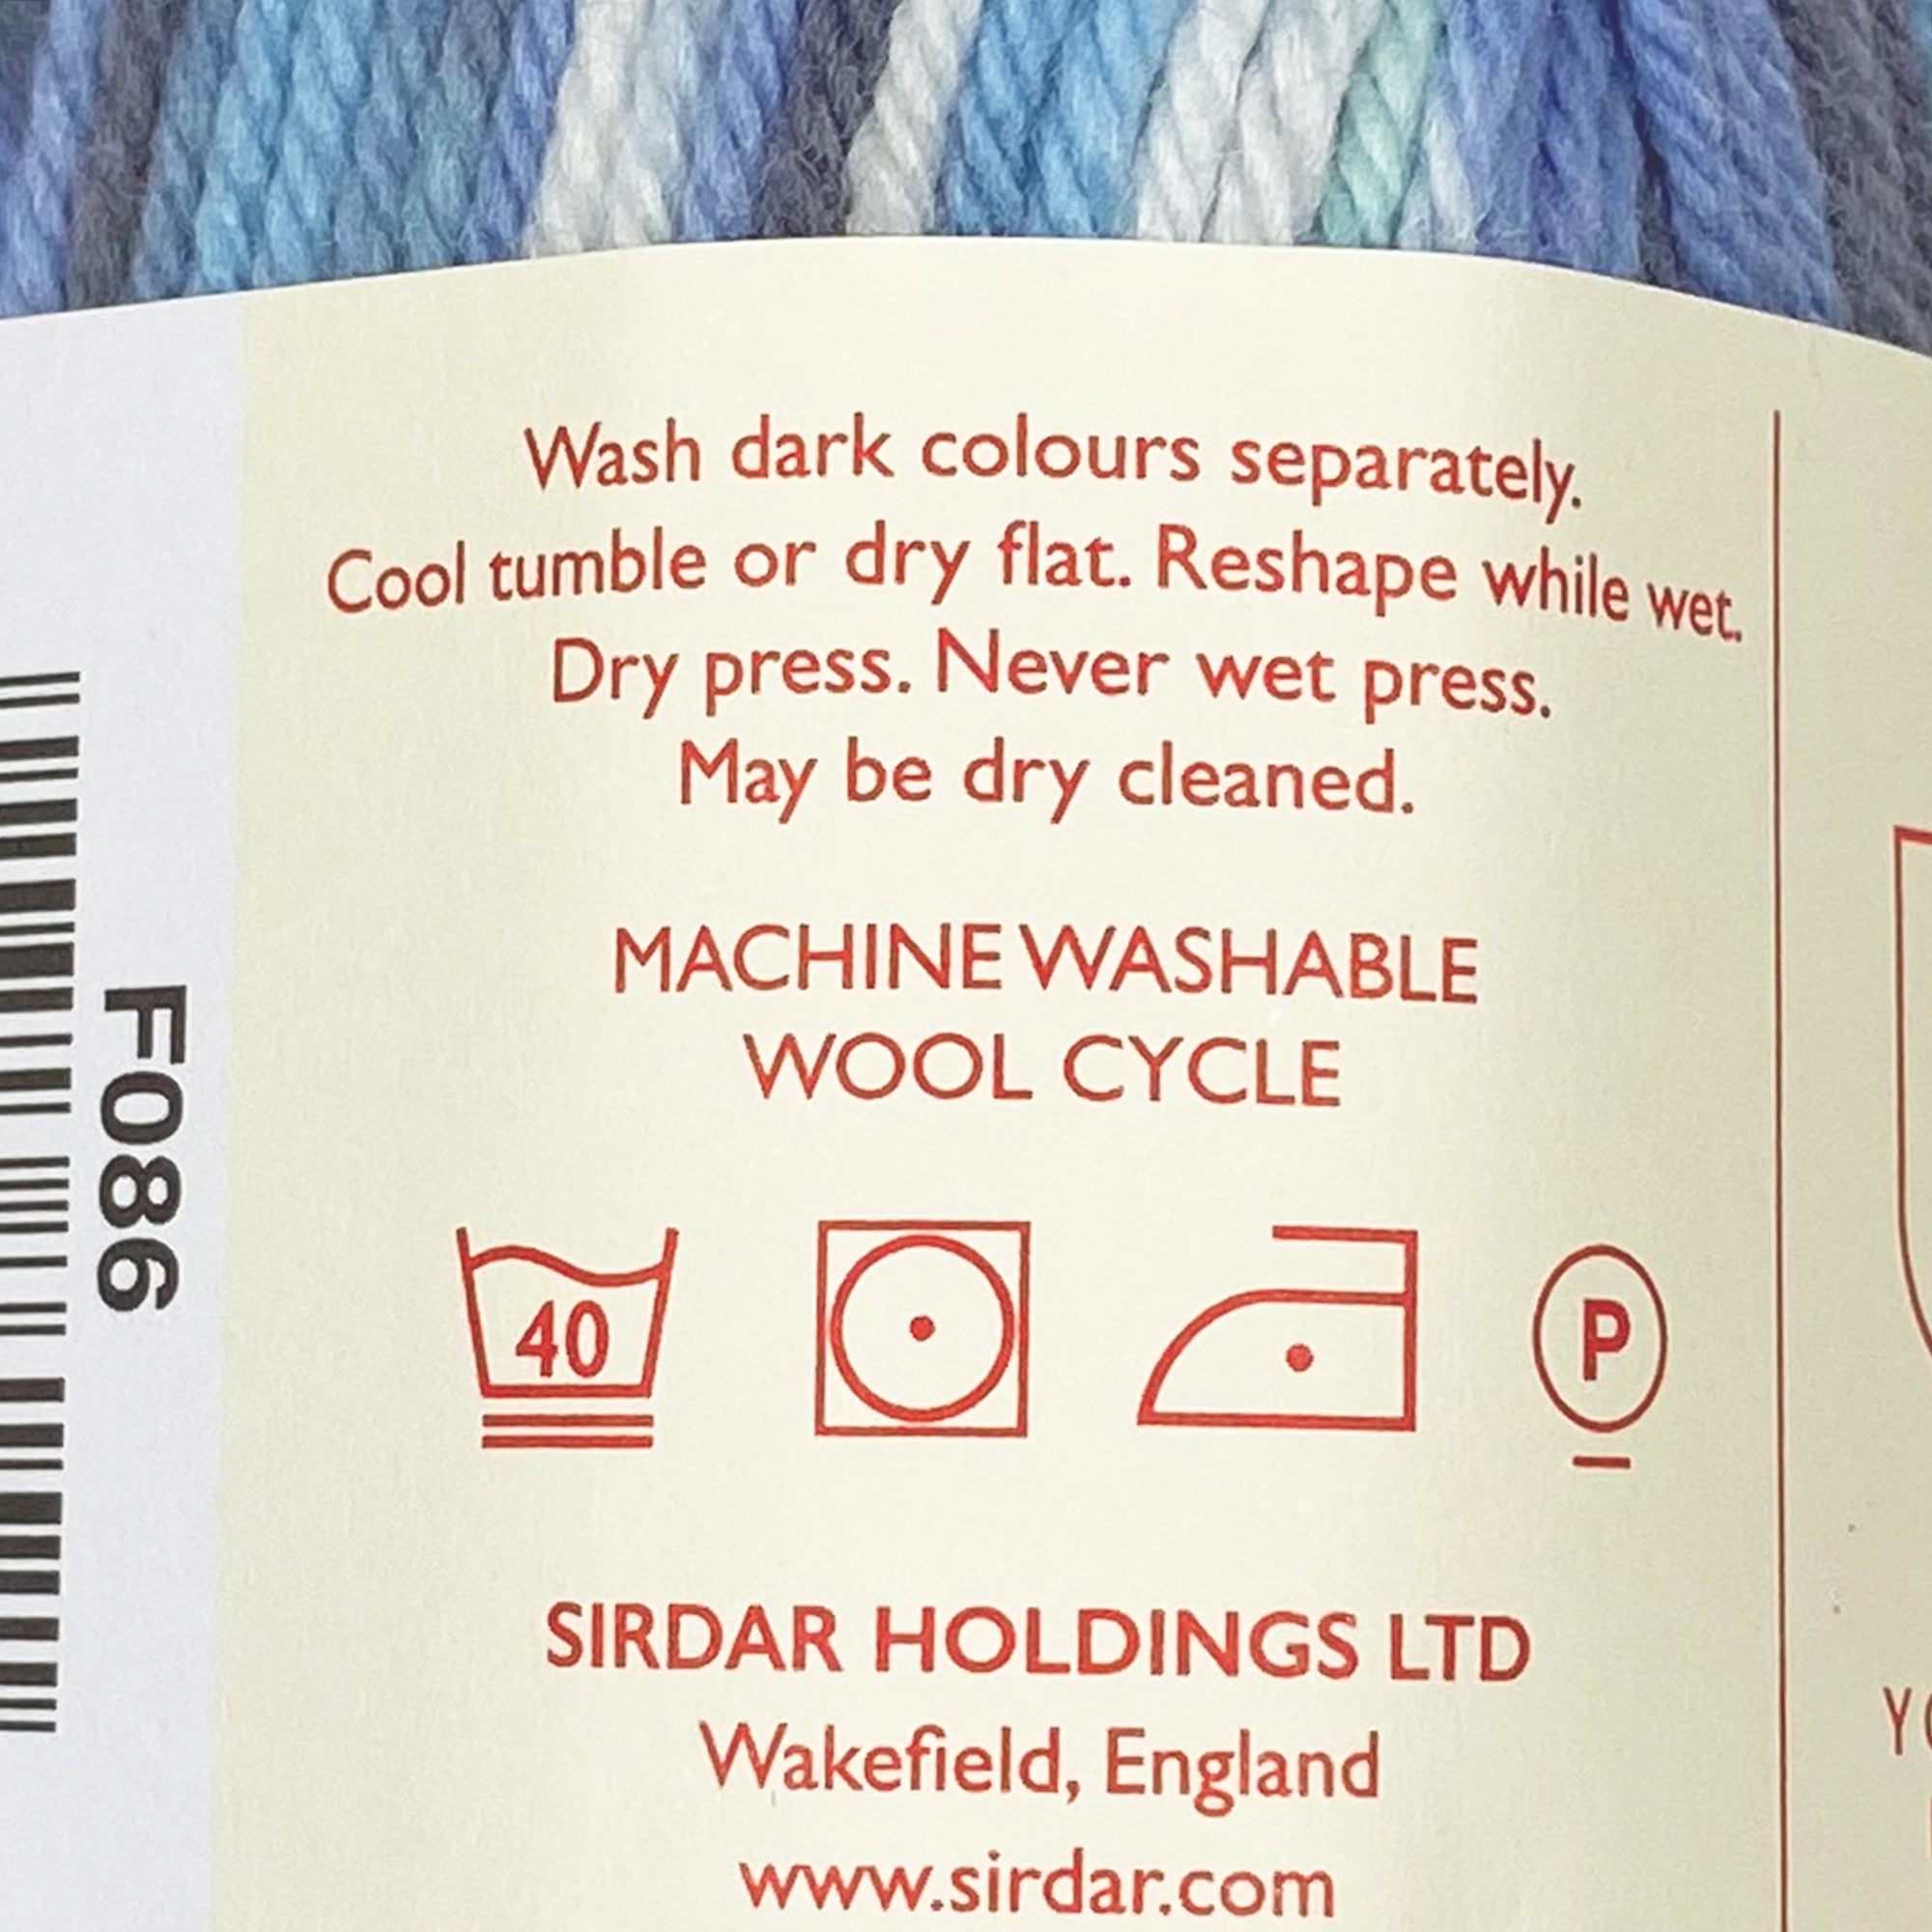 Wash dark colours separately.
Cool tumble or dry flat. Reshape while wet.
Dry press. Never wet press.
May be dry cleaned.
MACHINE WASHABLE
WOOL CYCLE
40
P
SIRDAR HOLDINGS LTD
Wakefield, England
www.sirdar.com
F086